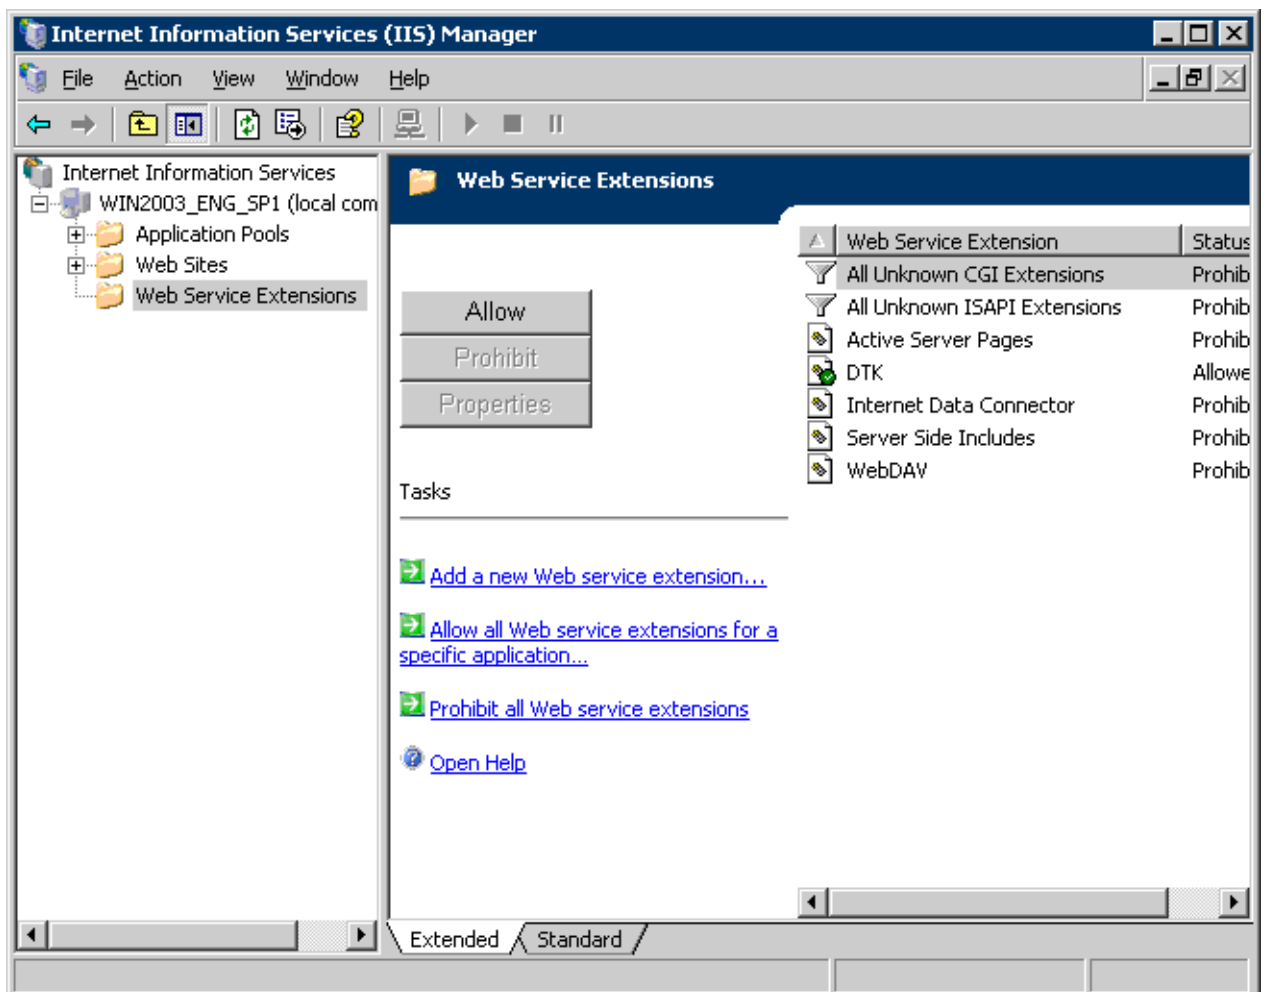 Internet Information Services (IIS) Manager
File Action View Window Help
Internet Information Services
WIN2003_ENG_SP1 (local com
Application Pools
Web Sites
Web Service Extensions
Web Service Extensions
Allow
Prohibit
Properties
Tasks
Add a new Web service extension...
Allow all Web service extensions for a
specific application...
Prohibit all Web service extensions
Open Help
Web Service Extension Status
All Unknown CGI Extensions Prohib
All Unknown ISAPI Extensions Prohib
Active Server Pages Prohib
DTK Allowe
Internet Data Connector Prohib
Server Side Includes Prohib
WebDAV Prohib
Extended Standard